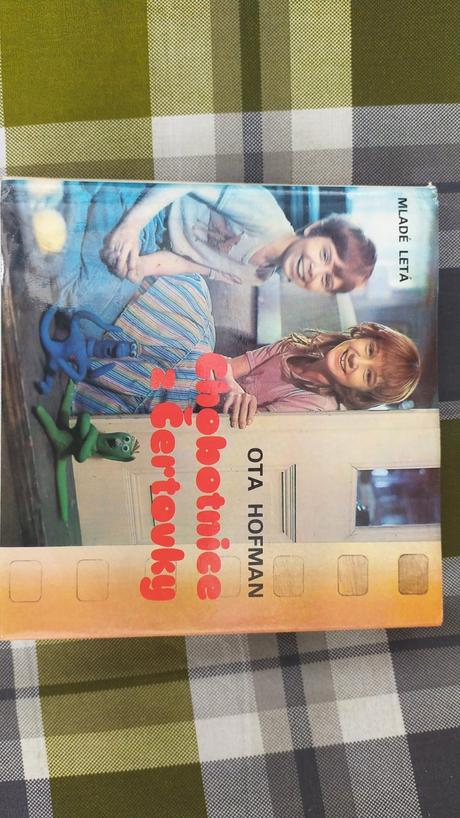 MLADÉ LETÁ
OTA HOFMAN
Chobotnice
z Čertovky